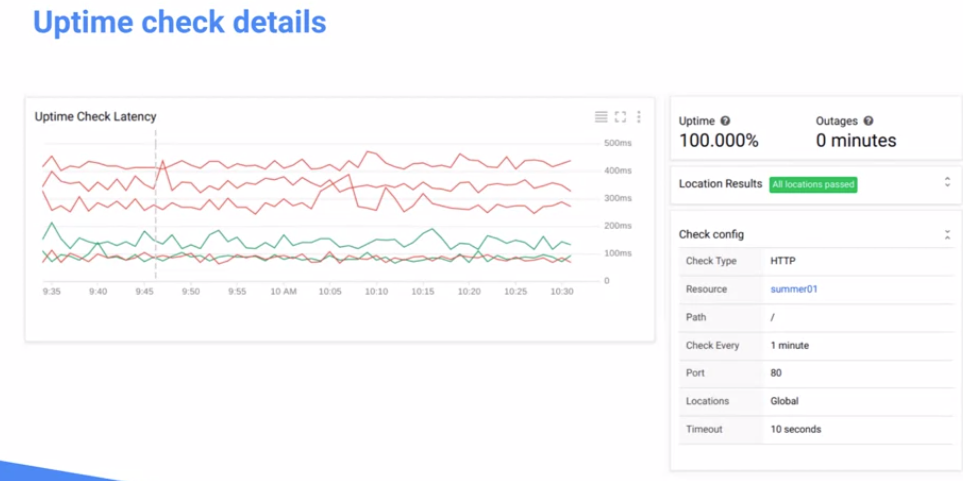 Uptime check details
Uptime Check Latency
500ms
400ms
300ms
200ms
100ms
0
9:35 9:40 9:45 9:50 9:55 10 AM 10:05 10:10 10:15 10:20 10:25 10:30
Uptime Outages
100.000% 0 minutes
Location Results All locations passed
Check config
Check Type HTTP
Resource summer01
Path /
Check Every 1 minute
Port 80
Locations Global
Timeout 10 seconds